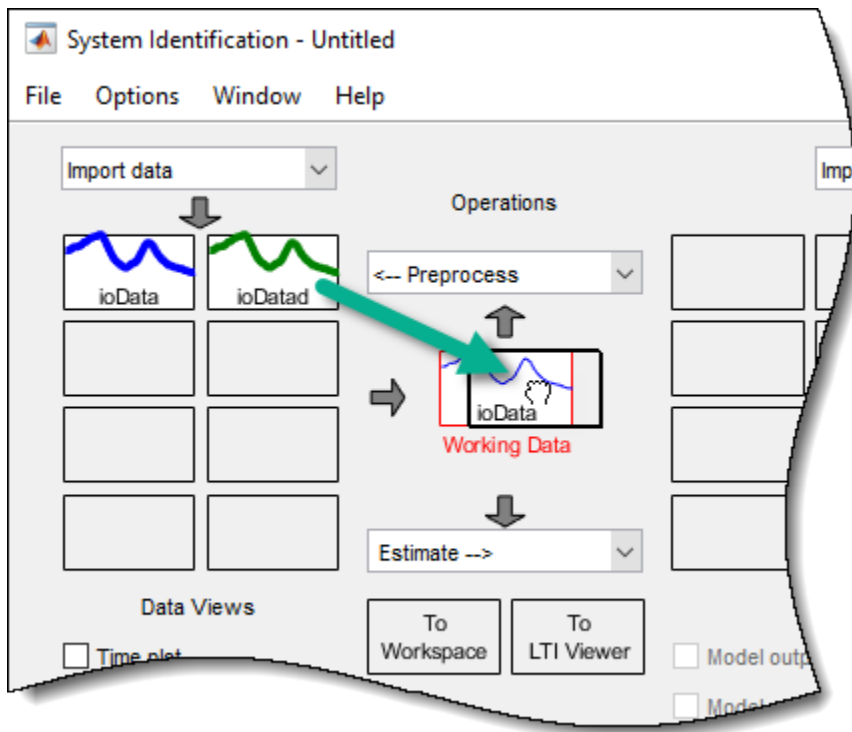 System Identification - Untitled
File Options Window Help
Import data
Operations
ioData
ioDatad
<-- Preprocess
ioData
Working Data
Estimate -->
Data Views
To
Workspace
To
LTI Viewer
Time plot
Model